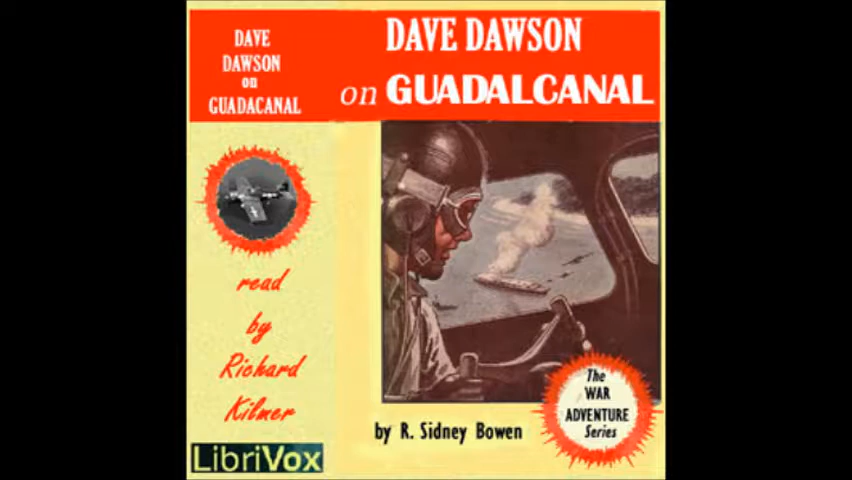 DAVE
DAWSON
on
GUADACANAL
read
by
Richard
Kilmer
LibriVox
DAVE DAWSON
on GUADALCANAL
by R. Sidney Bowen
The
WAR
ADVENTURE
Series